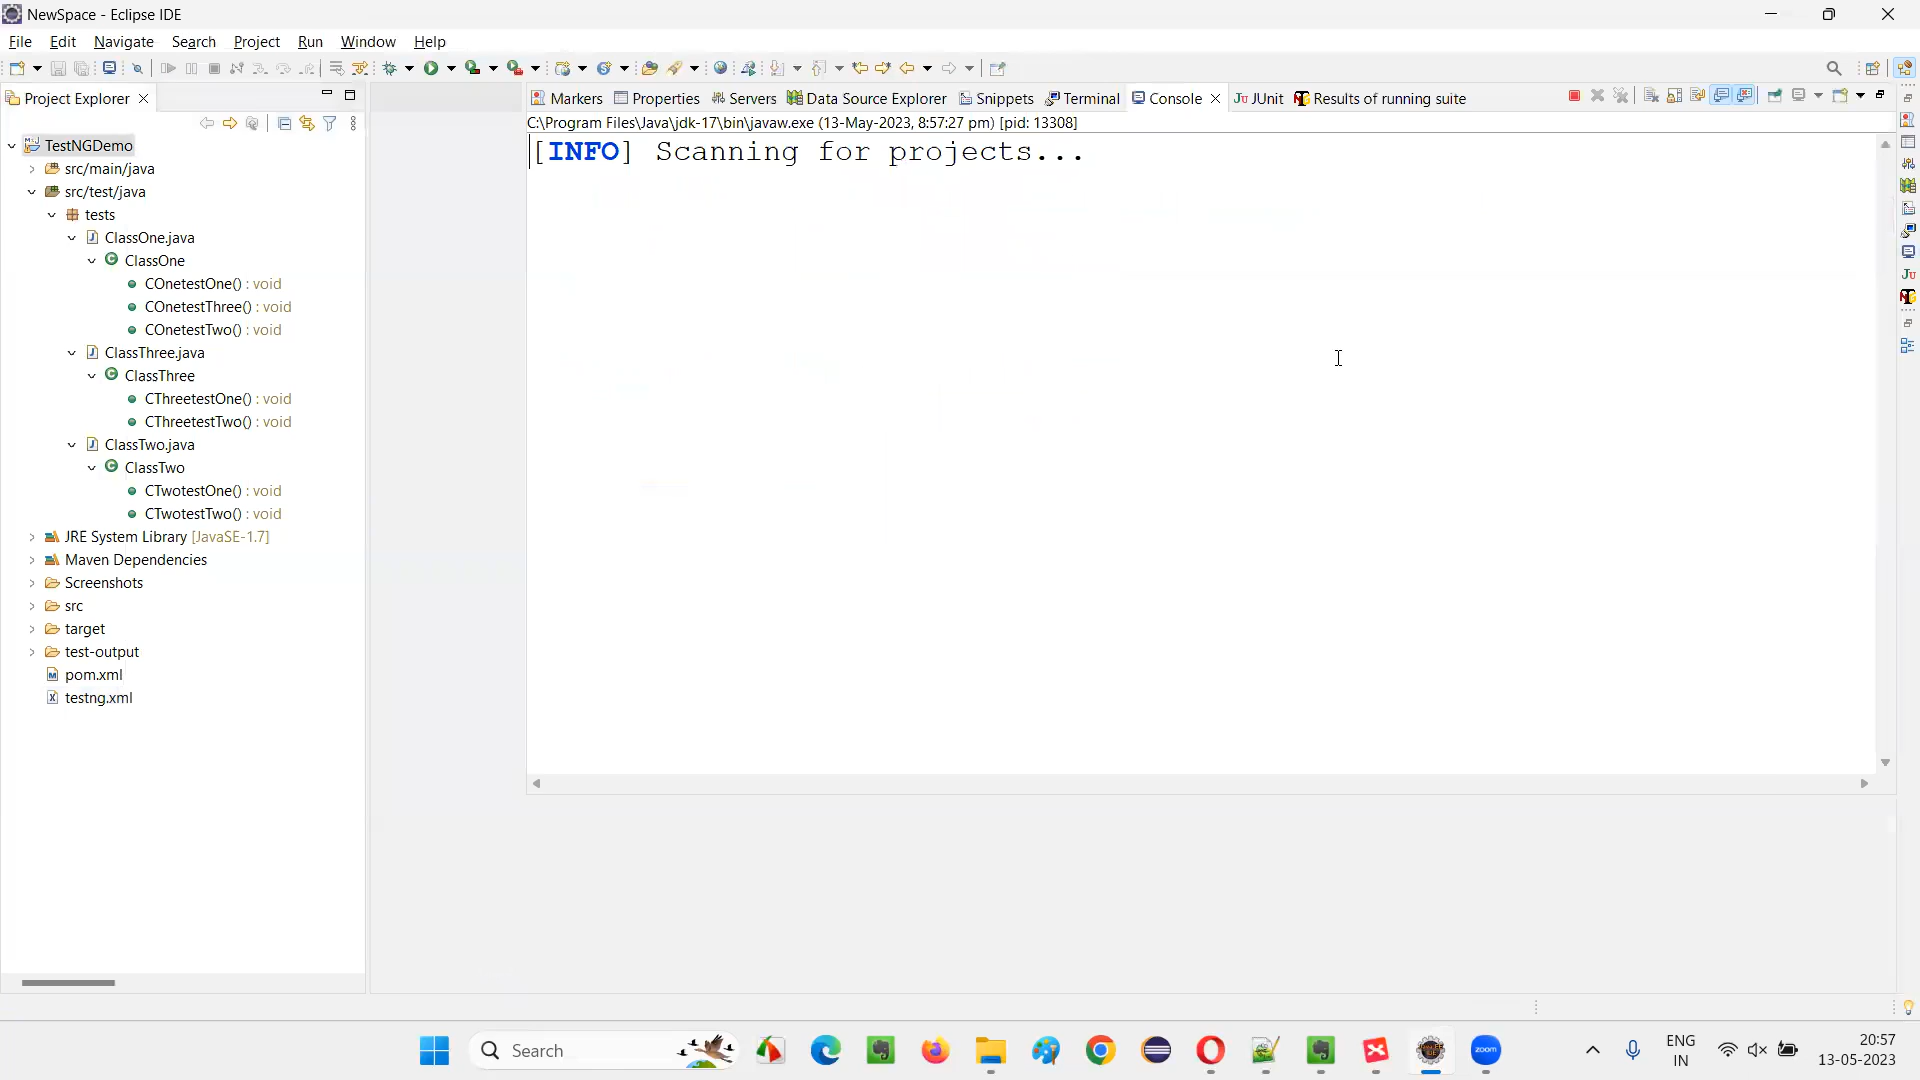 NewSpace - Eclipse IDE
File Edit Navigate Search Project Run Window Help
Project Explorer
Markers Properties Servers Data Source Explorer Snippets Terminal Console JUnit Results of running suite
C:\Program Files\Java\jdk-17\bin\javaw.exe (13-May-2023, 8:57:27 pm) [pid: 13308]
[INFO] Scanning for projects...
TestNGDemo
src/main/java
src/test/java
tests
ClassOne.java
ClassOne
COnetestOne() : void
COnetestThree() : void
COnetestTwo() : void
ClassThree.java
ClassThree
CThreetestOne() : void
CThreetestTwo() : void
ClassTwo.java
ClassTwo
CTwotestOne() : void
CTwotestTwo() : void
JRE System Library [JavaSE-1.7]
Maven Dependencies
Screenshots
src
target
test-output
pom.xml
testng.xml
Search
zoom
ENG
IN
20:57
13-05-2023